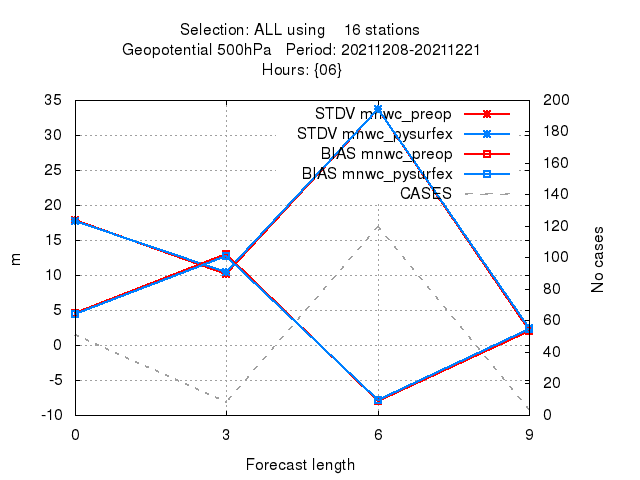 Selection: ALL using 16 stations
Geopotential 500hPa Period: 20211208-20211221
Hours: {06}
35 200
STDV mnwc_preop
30 180
STDV mnwc_pysurfex
25 160
BIAS mnwc_preop
BIAS mnwc_pysurfex
20 140
CASES
15 120
10 100
5 80
0 60
-5 40
-10 20
0
m
No cases
0 3 6 9
Forecast length